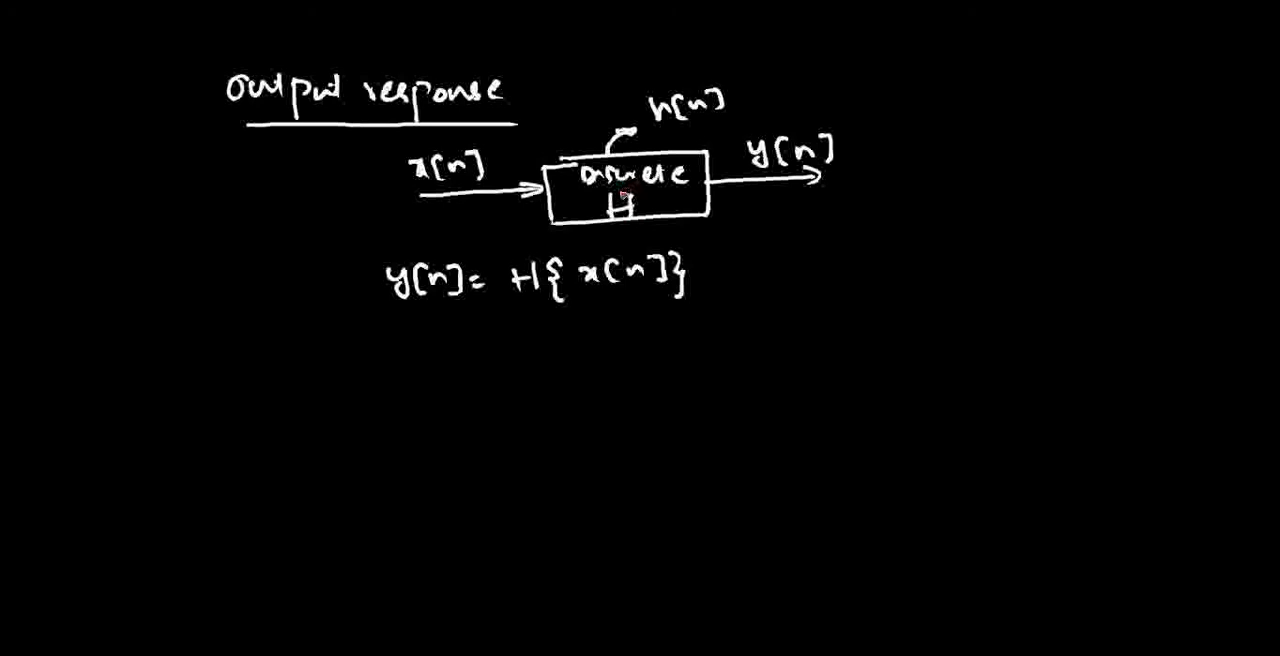 output response
h[n]
x[n]
y[n]
Discrete
H
y[n]= H{x[n]}